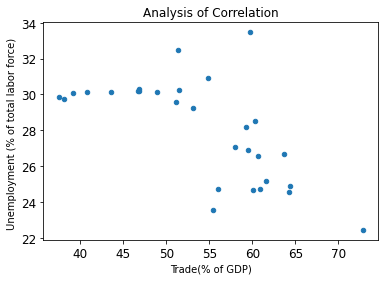 Analysis of Correlation
34
32
30
28
26
24
22
Unemployment (% of total labor force)
40 45 50 55 60 65 70
Trade(% of GDP)